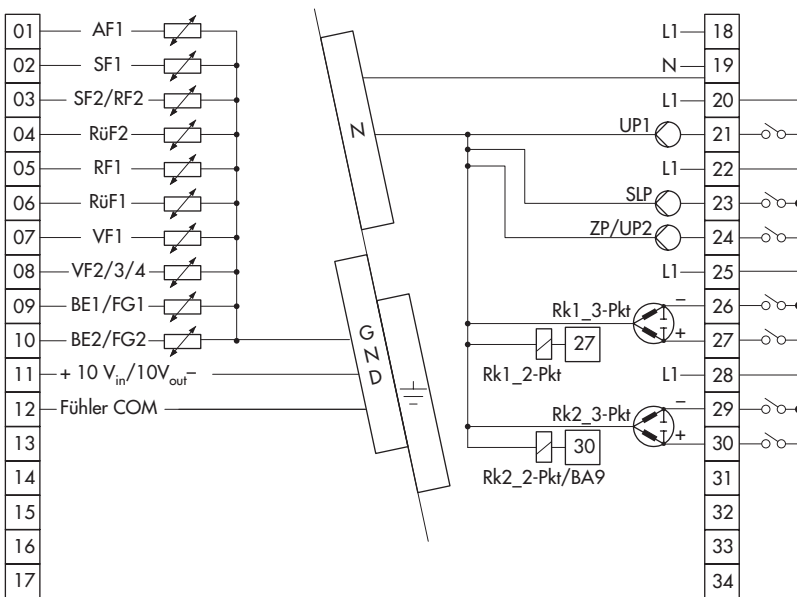 01 AF1
02 SF1
03 SF2/RF2
04 RüF2
05 RF1
06 RüF1
07 VF1
08 VF2/3/4
09 BE1/FG1
10 BE2/FG2
11 + 10 Vin/10Vout–
12 Fühler COM
13
14
15
16
17
N
GND
L1 18
N 19
L1 20
UP1 21
L1 22
SLP 23
ZP/UP2 24
L1 25
Rk1_3-Pkt – 26
27 + 27
Rk1_2-Pkt
L1 28
Rk2_3-Pkt – 29
30 + 30
Rk2_2-Pkt/BA9
31
32
33
34